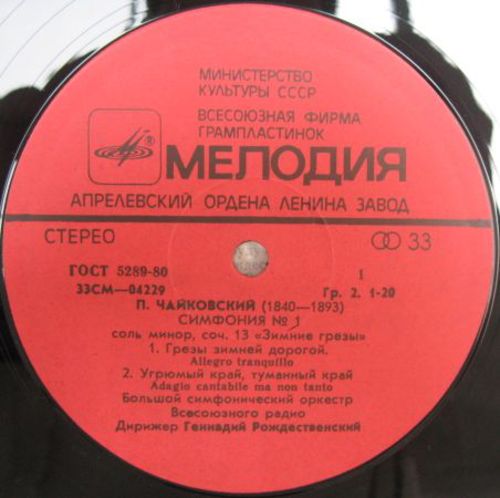 МИНИСТЕРСТВО
КУЛЬТУРЫ СССР
ВСЕСОЮЗНАЯ ФИРМА
ГРАМПЛАСТИНОК
МЕЛОДИЯ
АПРЕЛЕВСКИЙ ОРДЕНА ЛЕНИНА ЗАВОД
СТЕРЕО 33
ГОСТ 5289-80 1
33СМ—04229 Гр. 2. 1-20
П. ЧАЙКОВСКИЙ (1840—1893)
СИМФОНИЯ № 1
соль минор, соч. 13 «Зимние грезы»
1. Грезы зимней дорогой.
Allegro tranquillo
2. Угрюмый край, туманный край
Adagio cantabile ma non tanto
Большой симфонический оркестр
Всесоюзного радио
Дирижер Геннадий Рождественский